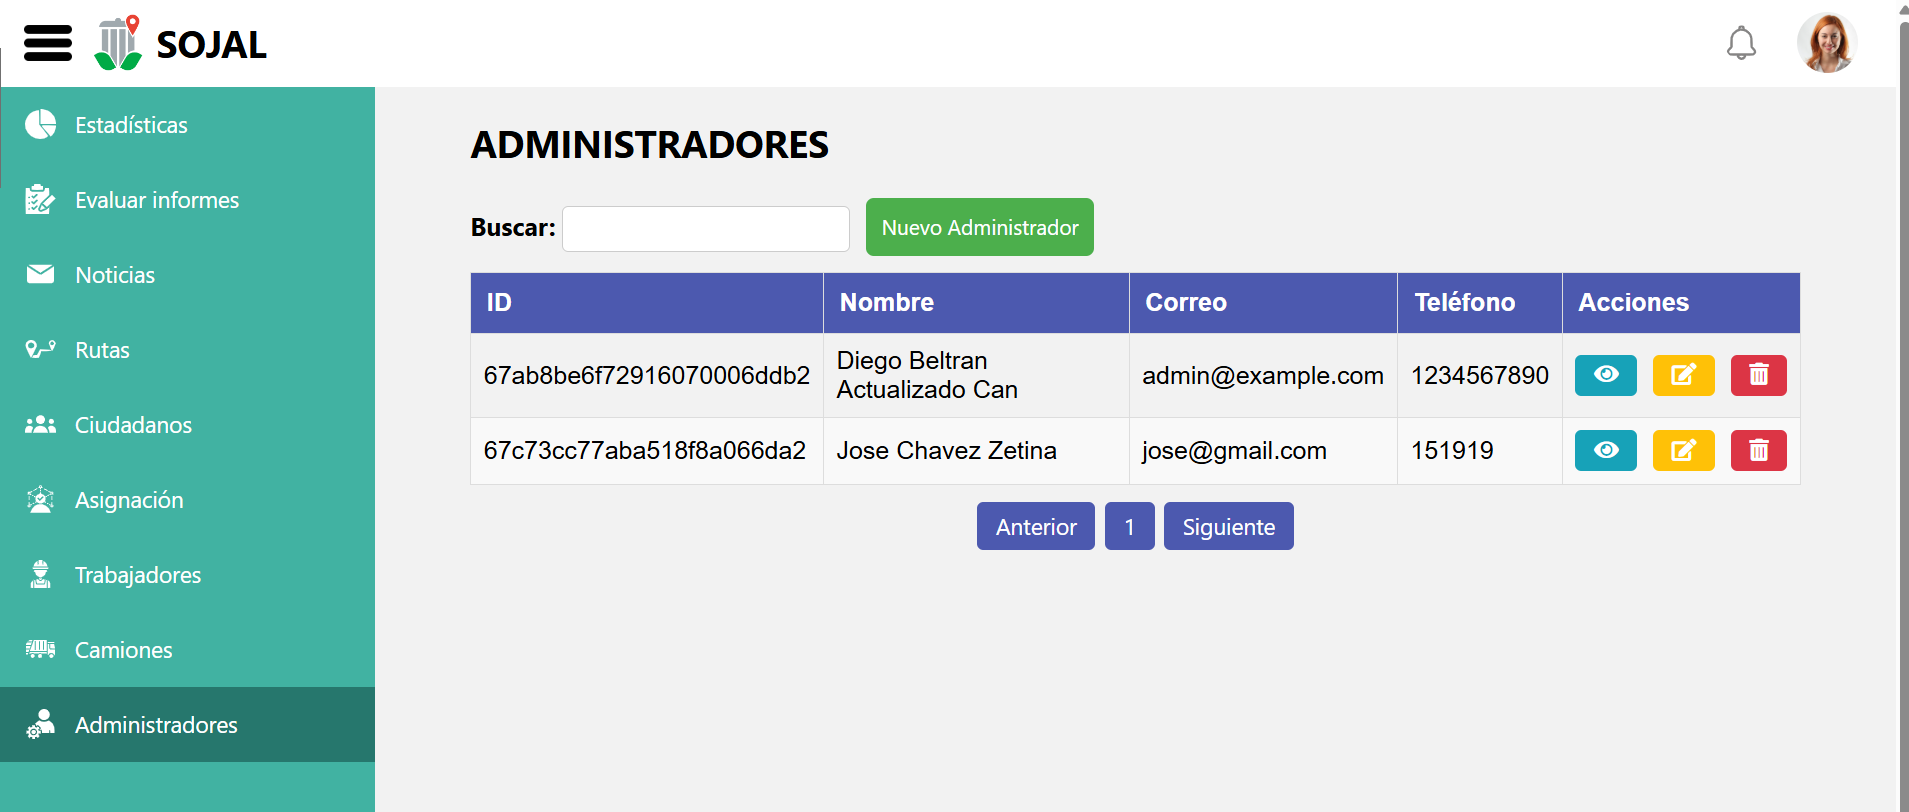 SOJAL
Estadísticas
Evaluar informes
Noticias
Rutas
Ciudadanos
Asignación
Trabajadores
Camiones
Administradores
ADMINISTRADORES
Buscar: Nuevo Administrador
ID Nombre Correo Teléfono Acciones
67ab8be6f72916070006ddb2 Diego Beltran Actualizado Can admin@example.com 1234567890
67c73cc77aba518f8a066da2 Jose Chavez Zetina jose@gmail.com 151919
Anterior 1 Siguiente